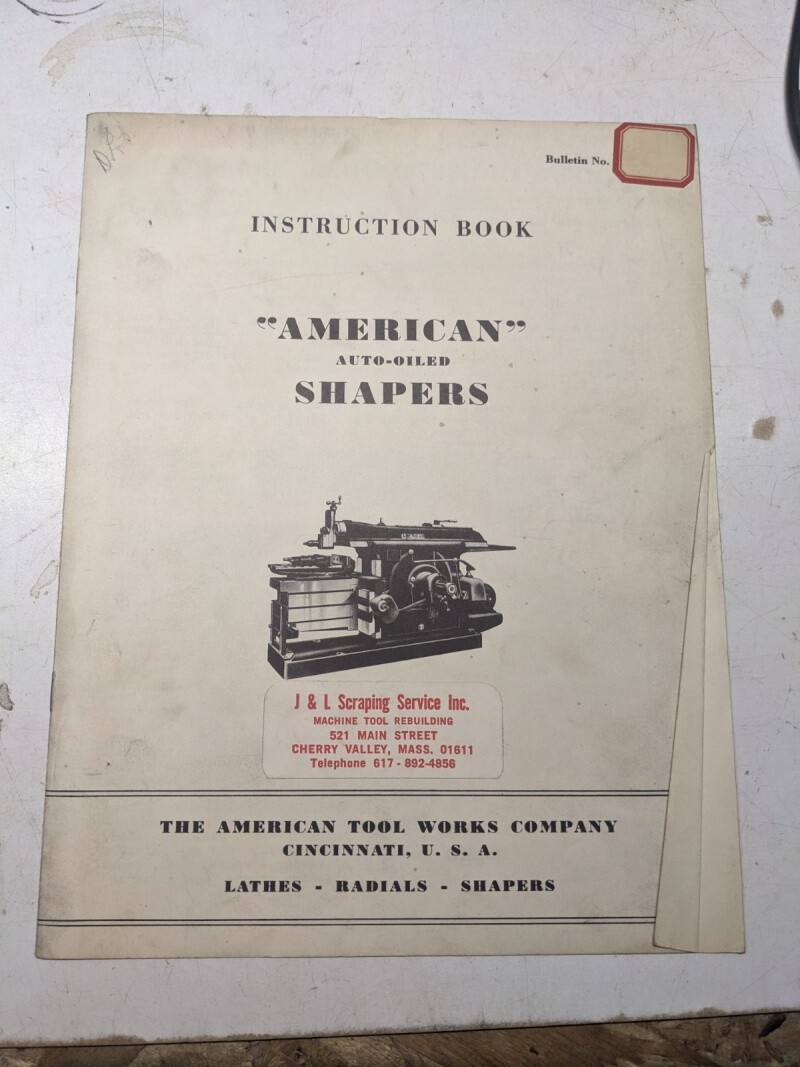 Bulletin No.
INSTRUCTION BOOK
“AMERICAN”
AUTO-OILED
SHAPERS
J & L Scraping Service Inc.
MACHINE TOOL REBUILDING
521 MAIN STREET
CHERRY VALLEY, MASS. 01611
Telephone 617 - 892-4856
THE AMERICAN TOOL WORKS COMPANY
CINCINNATI, U. S. A.
LATHES - RADIALS - SHAPERS